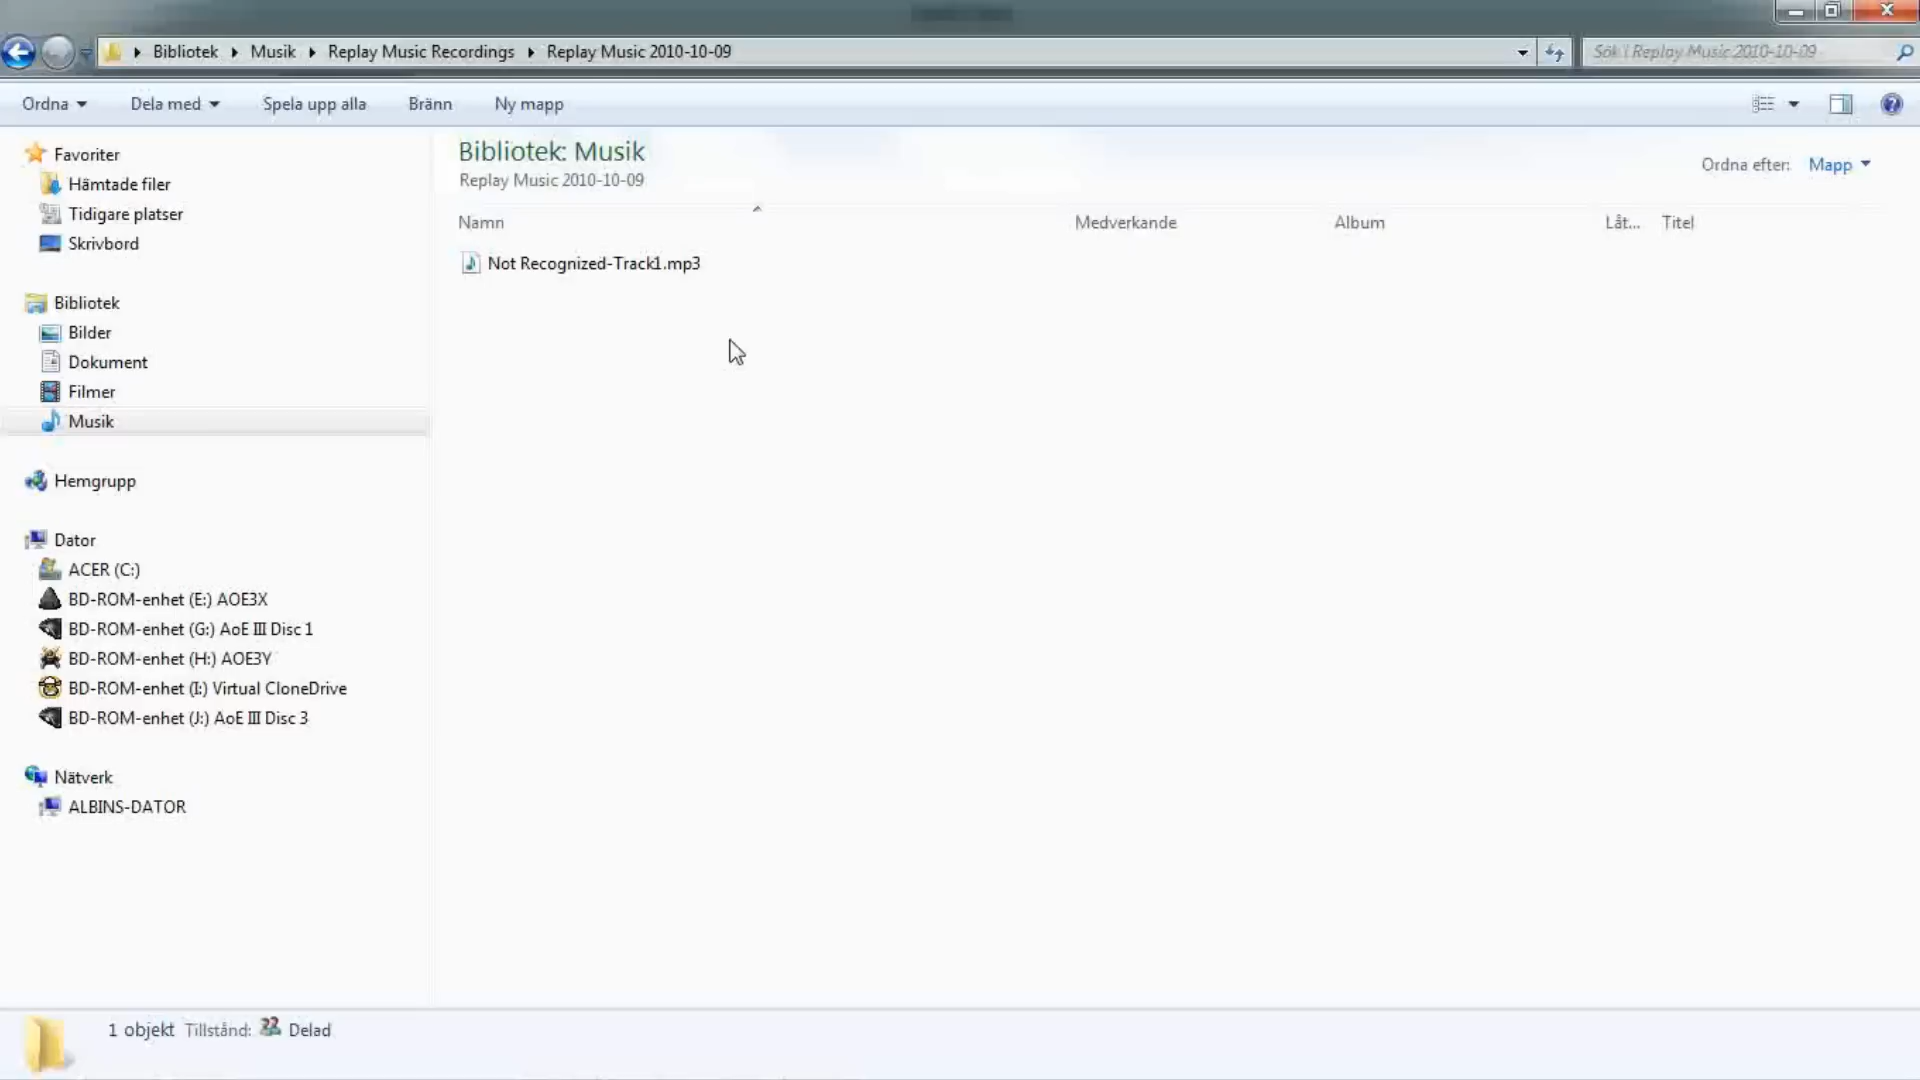 Bibliotek Musik Replay Music Recordings Replay Music 2010-10-09
Sök i Replay Music 2010-10-09
Ordna Dela med Spela upp alla Bränn Ny mapp
Favoriter
Hämtade filer
Tidigare platser
Skrivbord
Bibliotek
Bilder
Dokument
Filmer
Musik
Hemgrupp
Dator
ACER (C:)
BD-ROM-enhet (E:) AOE3X
BD-ROM-enhet (G:) AoE III Disc 1
BD-ROM-enhet (H:) AOE3Y
BD-ROM-enhet (I:) Virtual CloneDrive
BD-ROM-enhet (J:) AoE III Disc 3
Nätverk
ALBINS-DATOR
Bibliotek: Musik
Replay Music 2010-10-09
Ordna efter: Mapp
Namn Medverkande Album Låt... Titel
Not Recognized-Track1.mp3
1 objekt Tillstånd: Delad